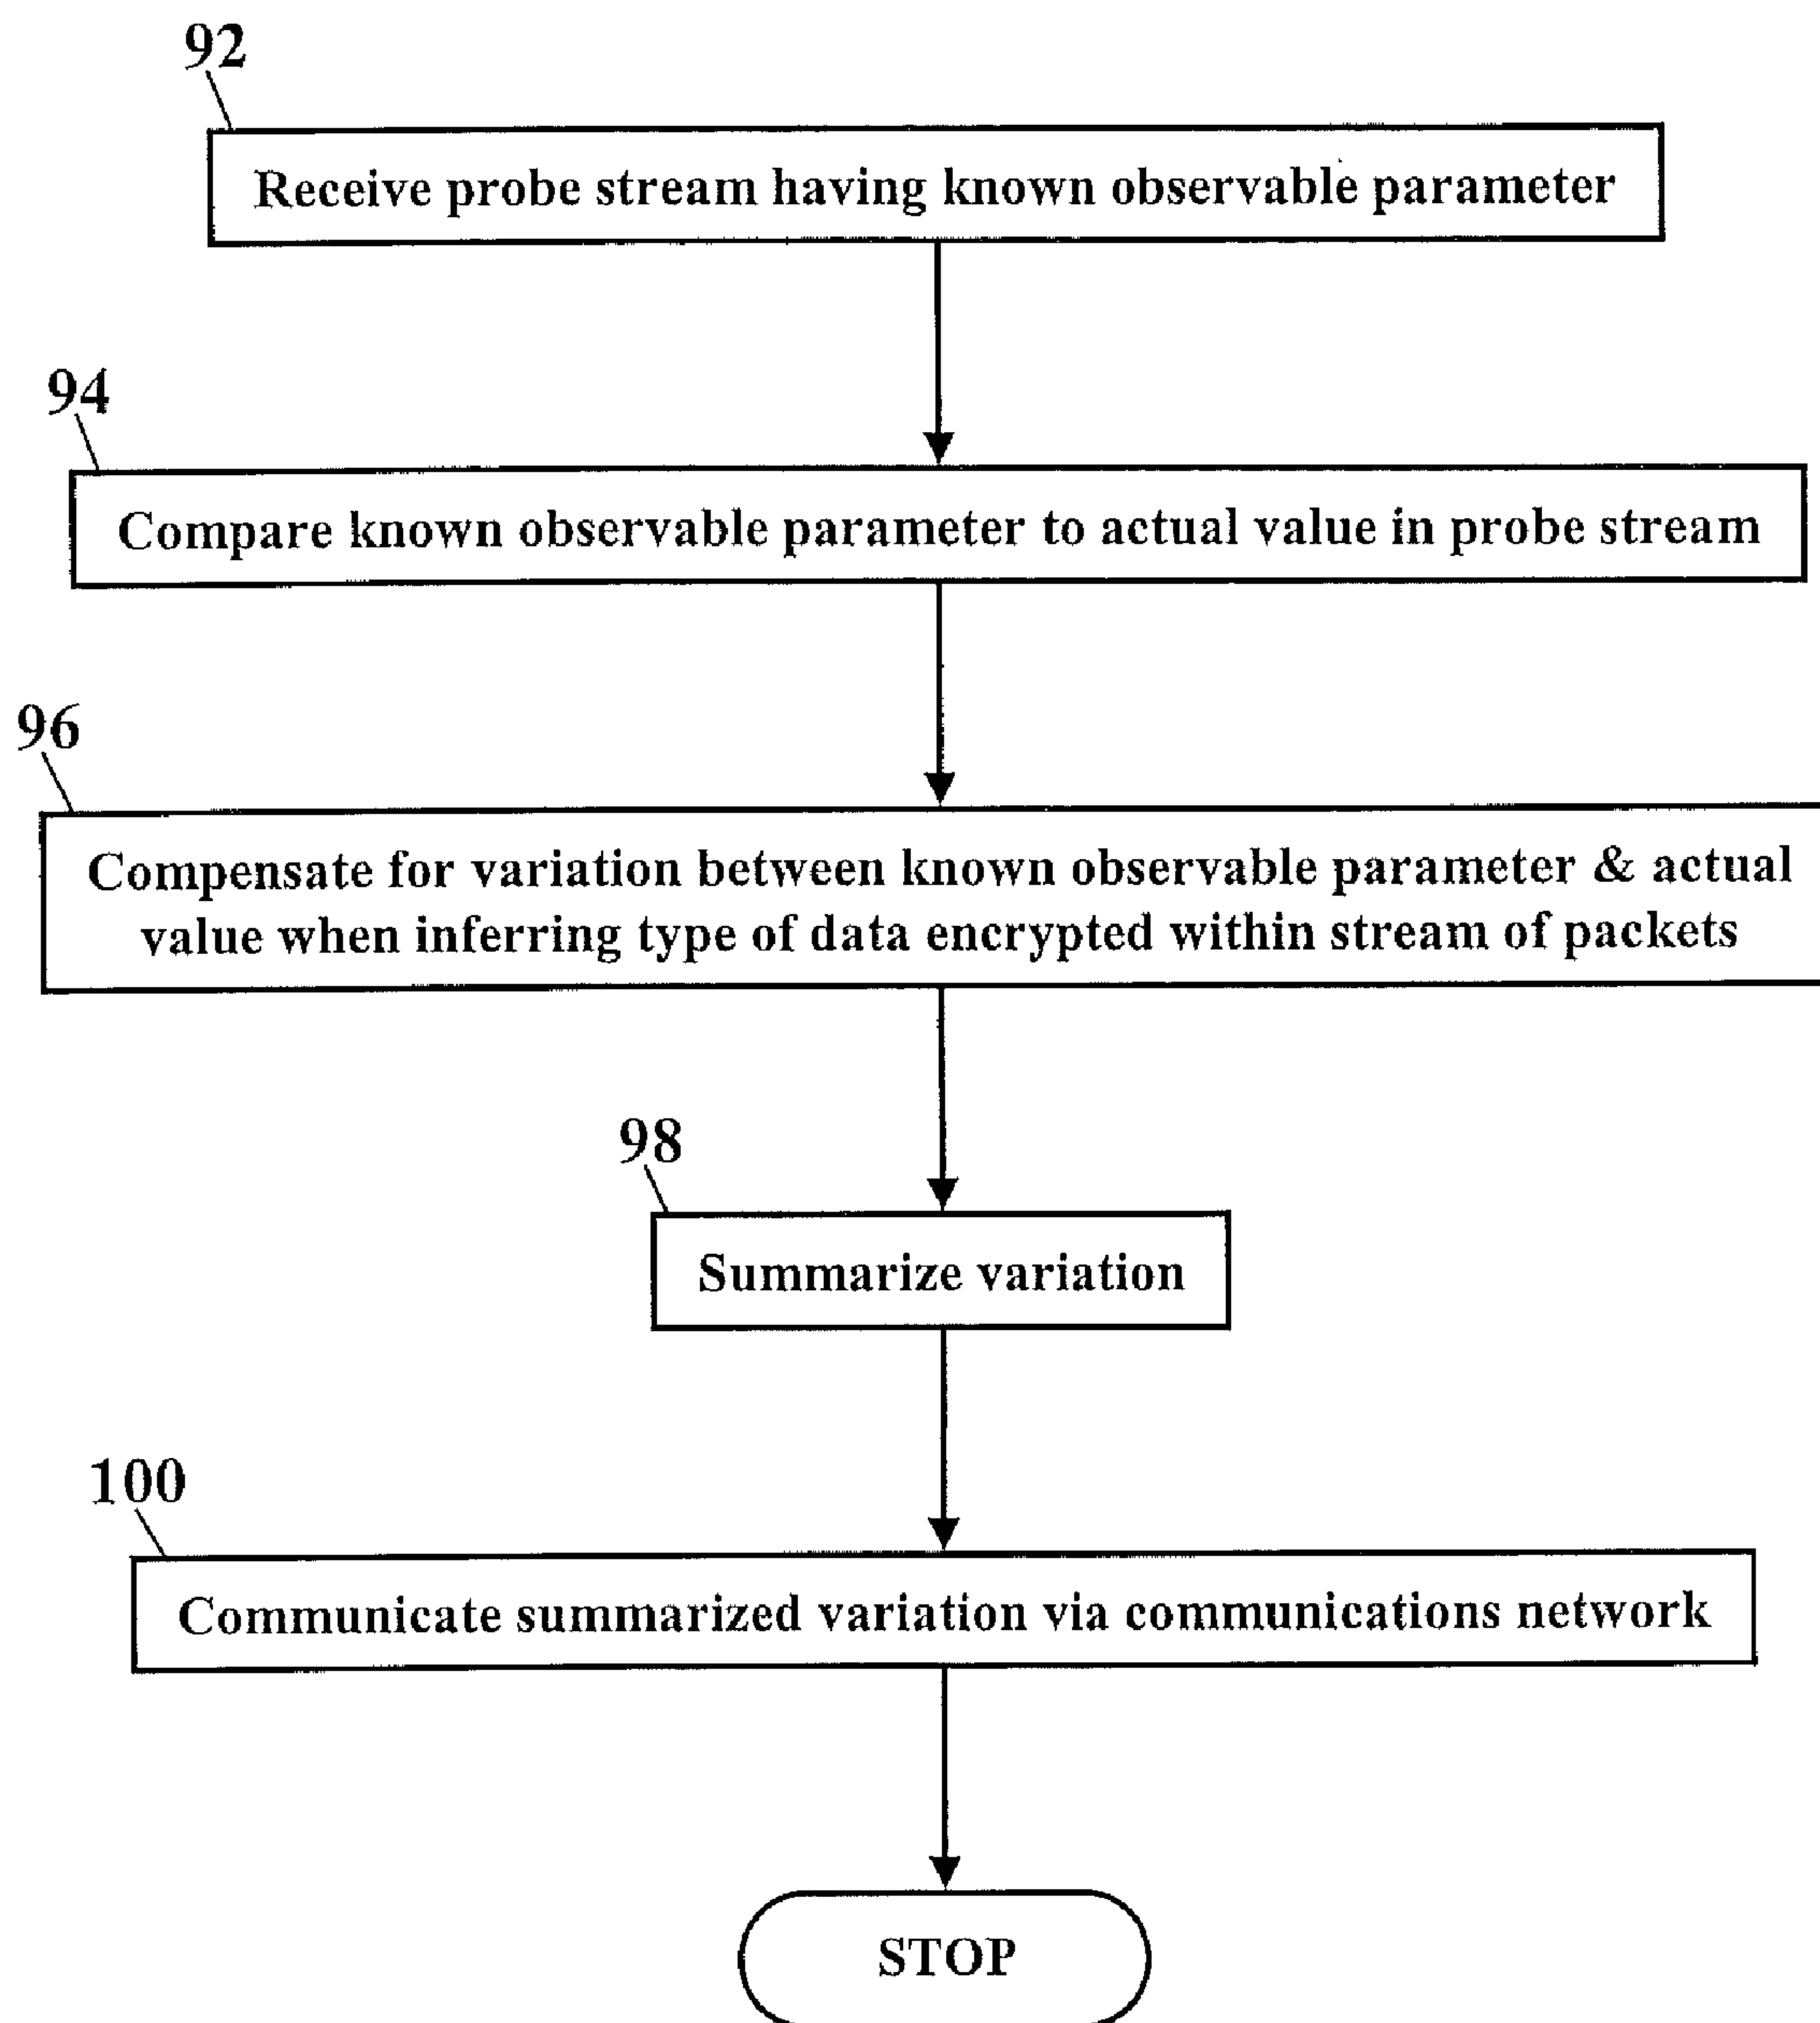 92
Receive probe stream having known observable parameter
94
Compare known observable parameter to actual value in probe stream
96
Compensate for variation between known observable parameter & actual
value when inferring type of data encrypted within stream of packets
98
Summarize variation
100
Communicate summarized variation via communications network
STOP